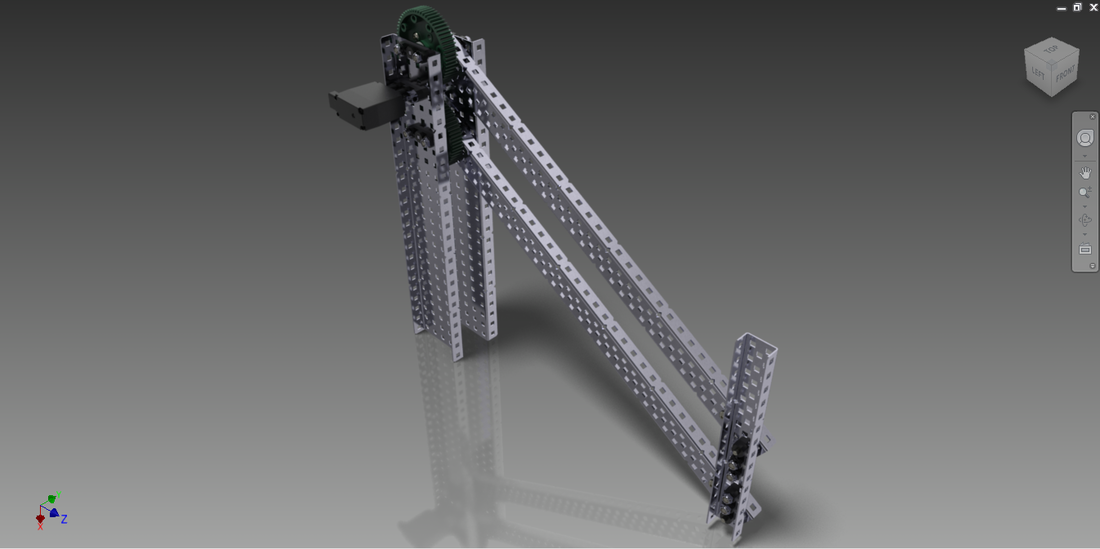 TOP
LEFT
FRONT
X
Z